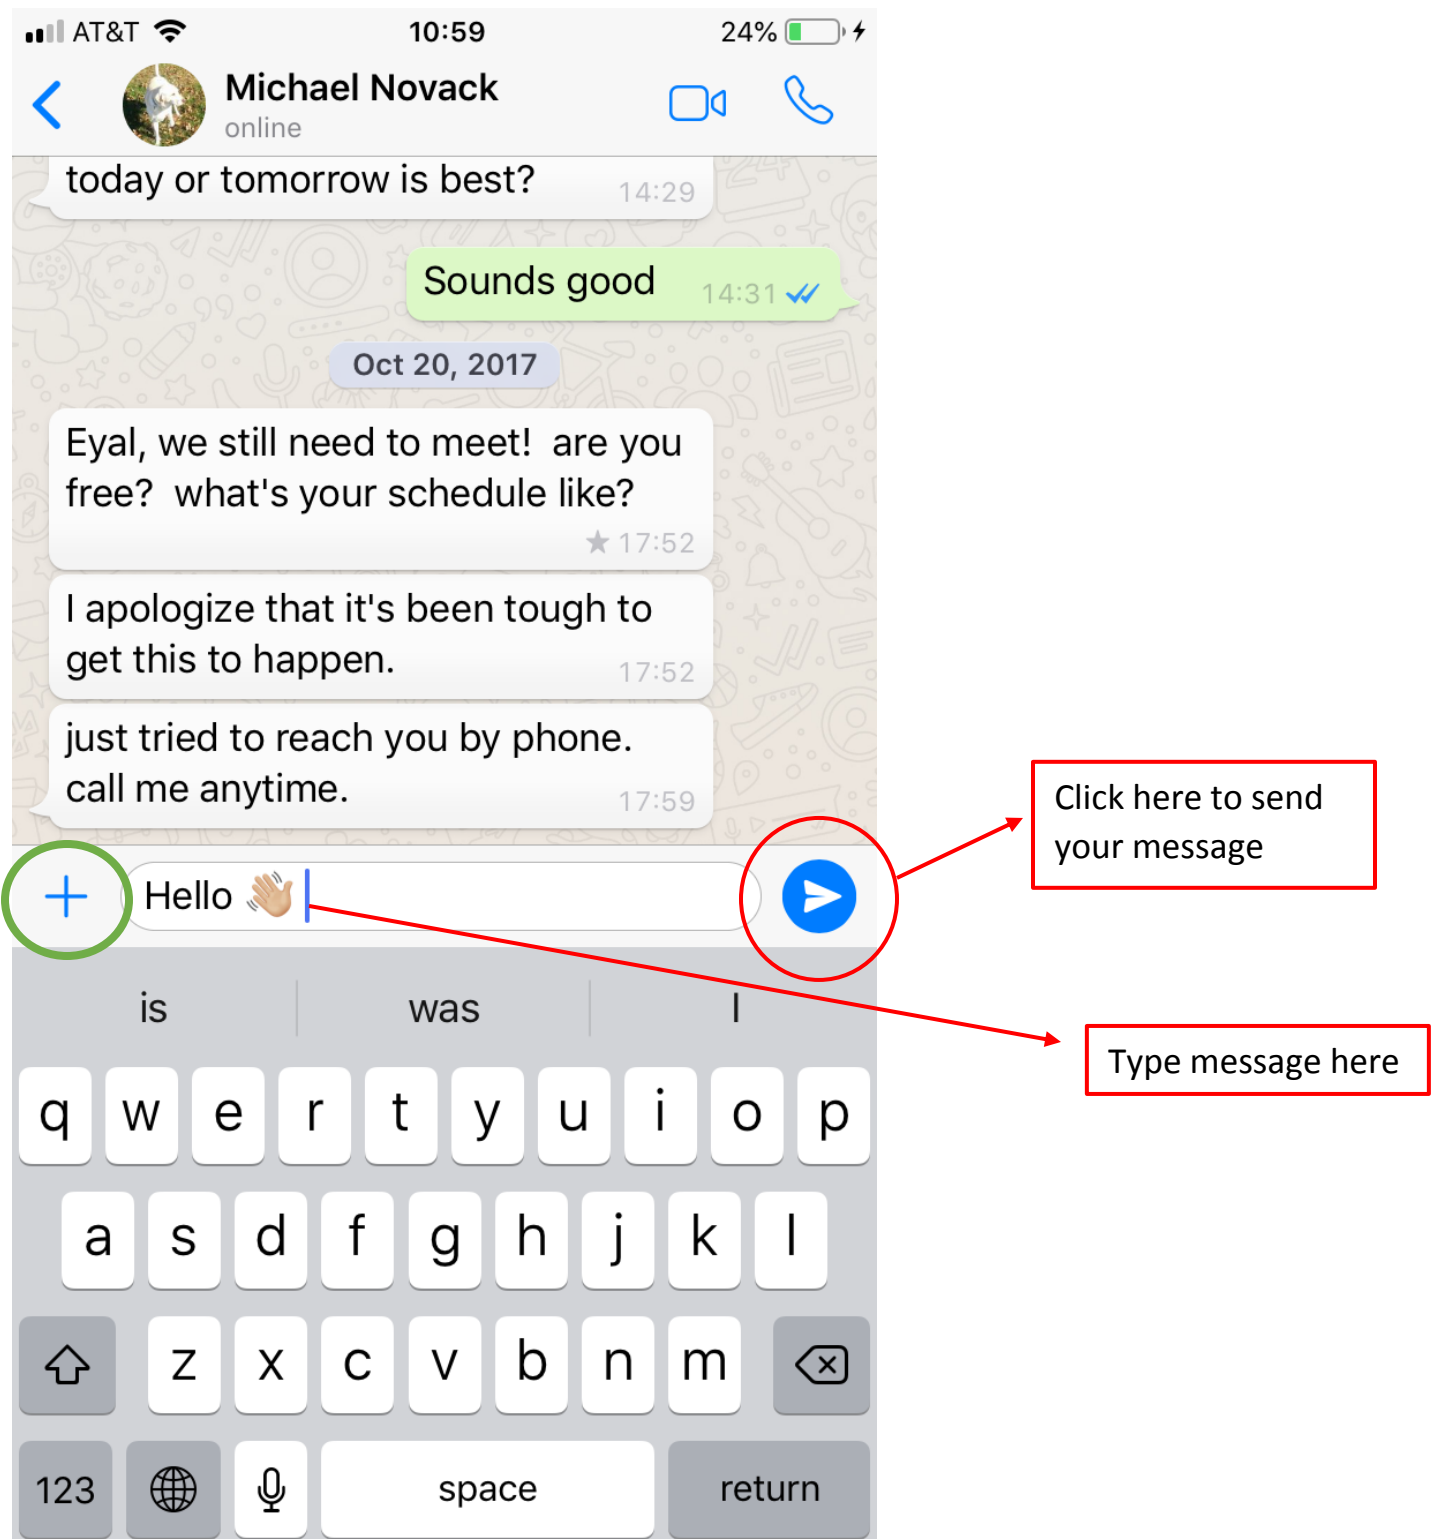 AT&T 10:59 24%
Michael Novack
online
today or tomorrow is best?
14:29
Sounds good 14:31
Oct 20, 2017
Eyal, we still need to meet!  are you
free?  what's your schedule like?
★ 17:52
I apologize that it's been tough to
get this to happen.
17:52
just tried to reach you by phone.
call me anytime.
17:59
Click here to send
your message
Hello 👋🏼
Type message here
is was I
q w e r t y u i o p
a s d f g h j k l
z x c v b n m
123 space return